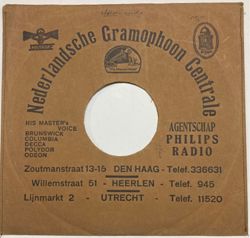 Nederlandsche Gramophoon Centrale
HIS MASTER'S
VOICE
BRUNSWICK
COLUMBIA
DECCA
POLYDOR
ODEON
AGENTSCHAP
PHILIPS
RADIO
Zoutmanstraat 13-15 DEN HAAG - Telef. 336631
Willemstraat 51 - HEERLEN - Telef. 945
Lijnmarkt 2 - UTRECHT - Telef. 11520